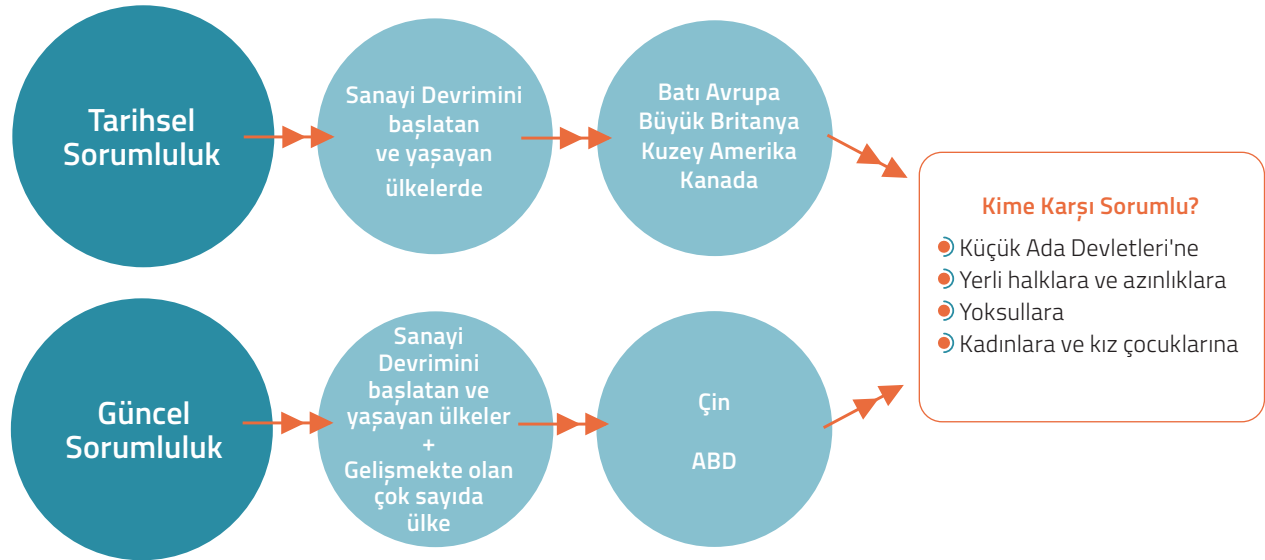 Tarihsel
Sorumluluk
Sanayi Devrimini
başlatan
ve yaşayan
ülkelerde
Batı Avrupa
Büyük Britanya
Kuzey Amerika
Kanada
Güncel
Sorumluluk
Sanayi
Devrimini
başlatan ve
yaşayan ülkeler
+
Gelişmekte olan
çok sayıda
ülke
Çin
ABD
Kime Karşı Sorumlu?
Küçük Ada Devletleri'ne
Yerli halklara ve azınlıklara
Yoksullara
Kadınlara ve kız çocuklarına